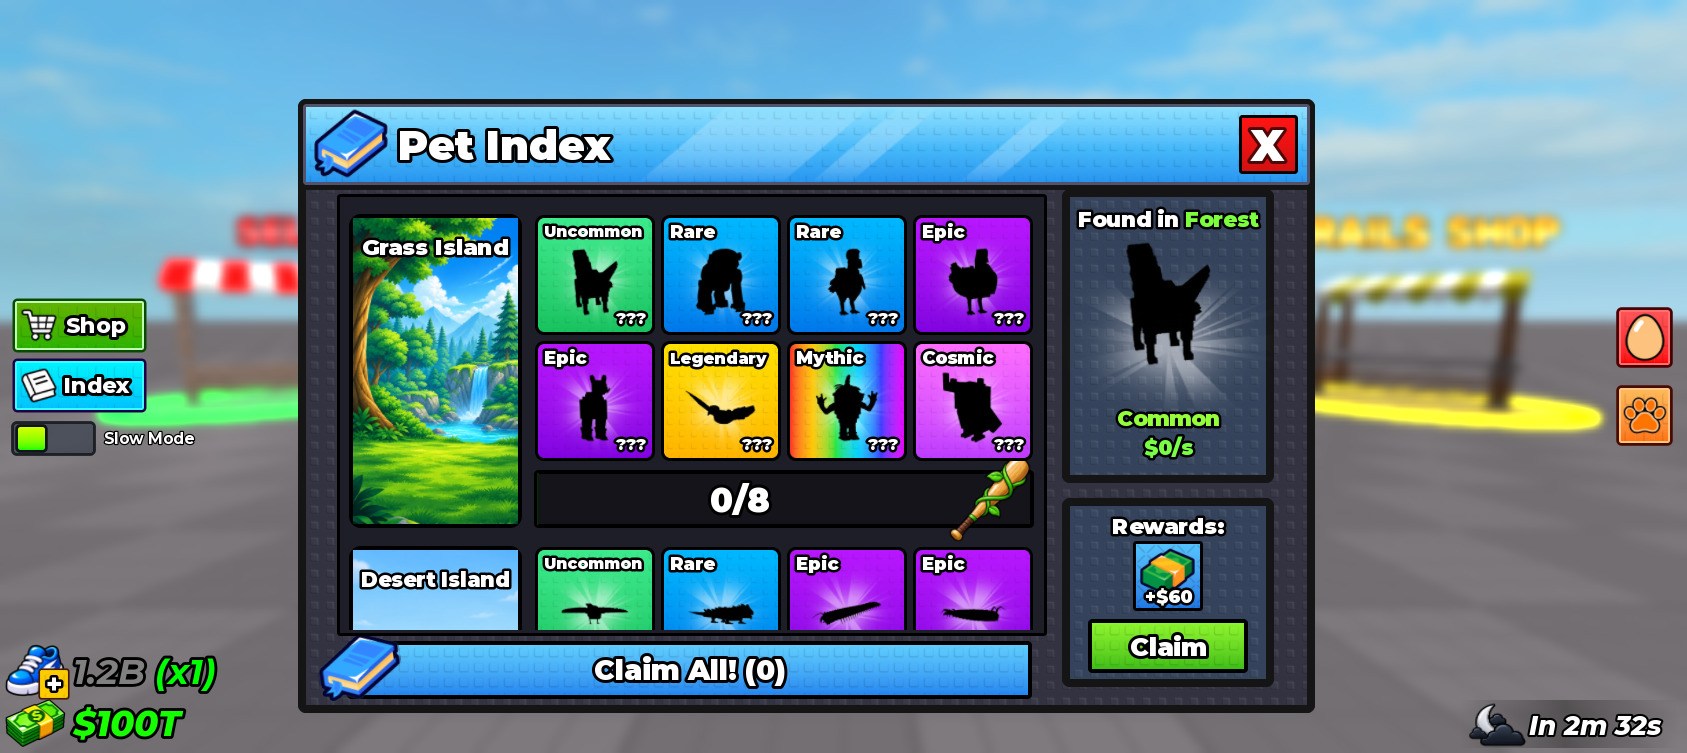 Pet Index
X
Grass Island
Uncommon
???
Rare
???
Rare
???
Epic
???
Epic
???
Legendary
???
Mythic
???
Cosmic
???
0/8
Desert Island
Uncommon
Rare
Epic
Epic
Claim All! (0)
Found in Forest
Common
$0/s
Rewards:
+$60
Claim
Shop
Index
Slow Mode
1.2B (x1)
$100T
RAILS SHOP
In 2m 32s